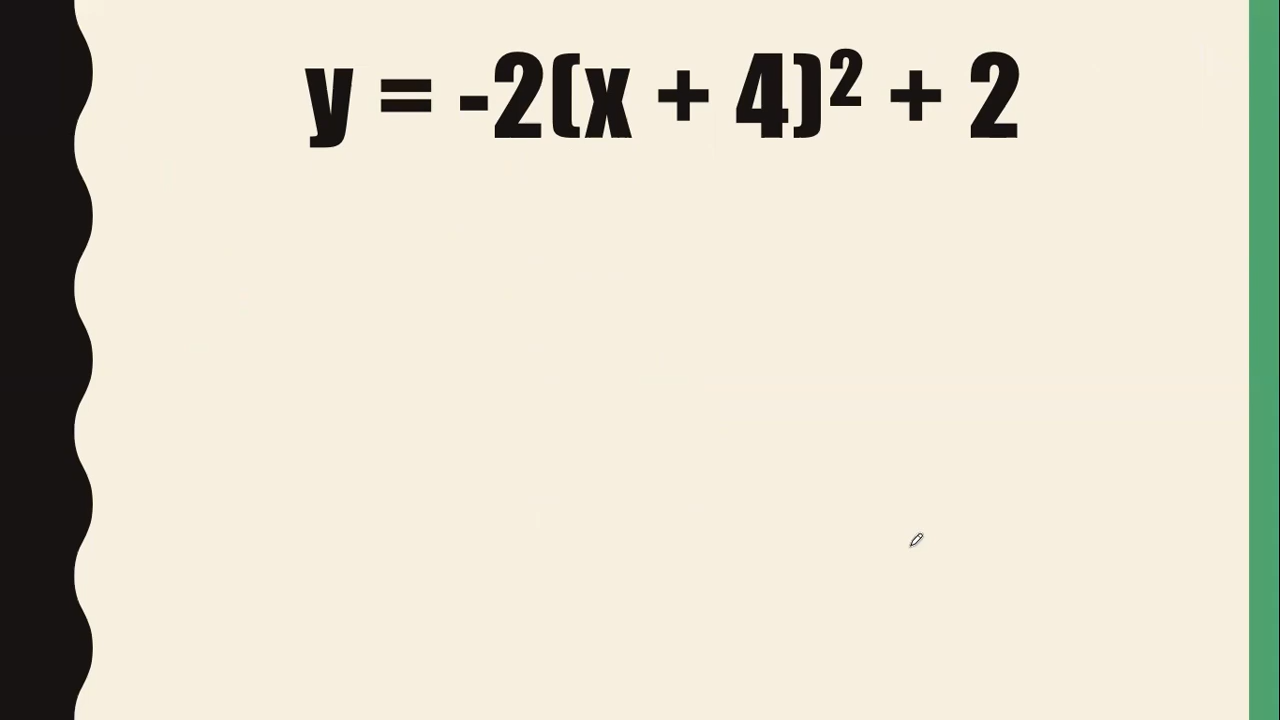 y = -2(x + 4)² + 2